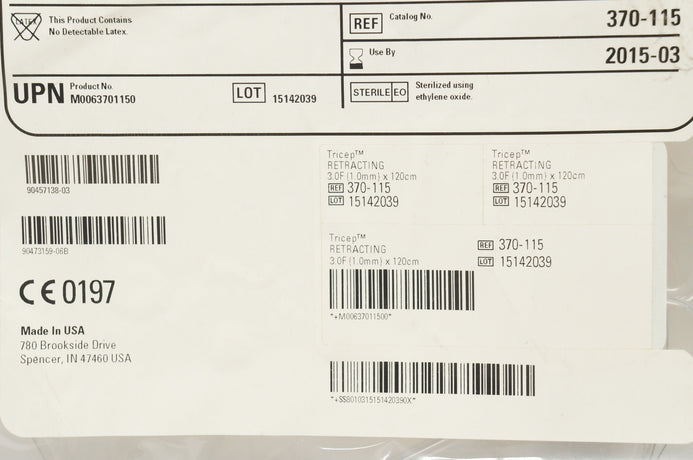 LATEX
This Product Contains
No Detectable Latex.
REF Catalog No. 370-115
Use By 2015-03
UPN Product No. M0063701150
LOT 15142039
STERILE EO Sterilized using
ethylene oxide.
90457138-03
90473159-06B
CE 0197
Made In USA
780 Brookside Drive
Spencer, IN 47460 USA
Tricep™
RETRACTING
3.0F (1.0mm) x 120cm
REF 370-115
LOT 15142039
Tricep™
RETRACTING
3.0F (1.0mm) x 120cm
REF 370-115
LOT 15142039
Tricep™
RETRACTING
3.0F (1.0mm) x 120cm
REF 370-115
LOT 15142039
*+M00637011500*